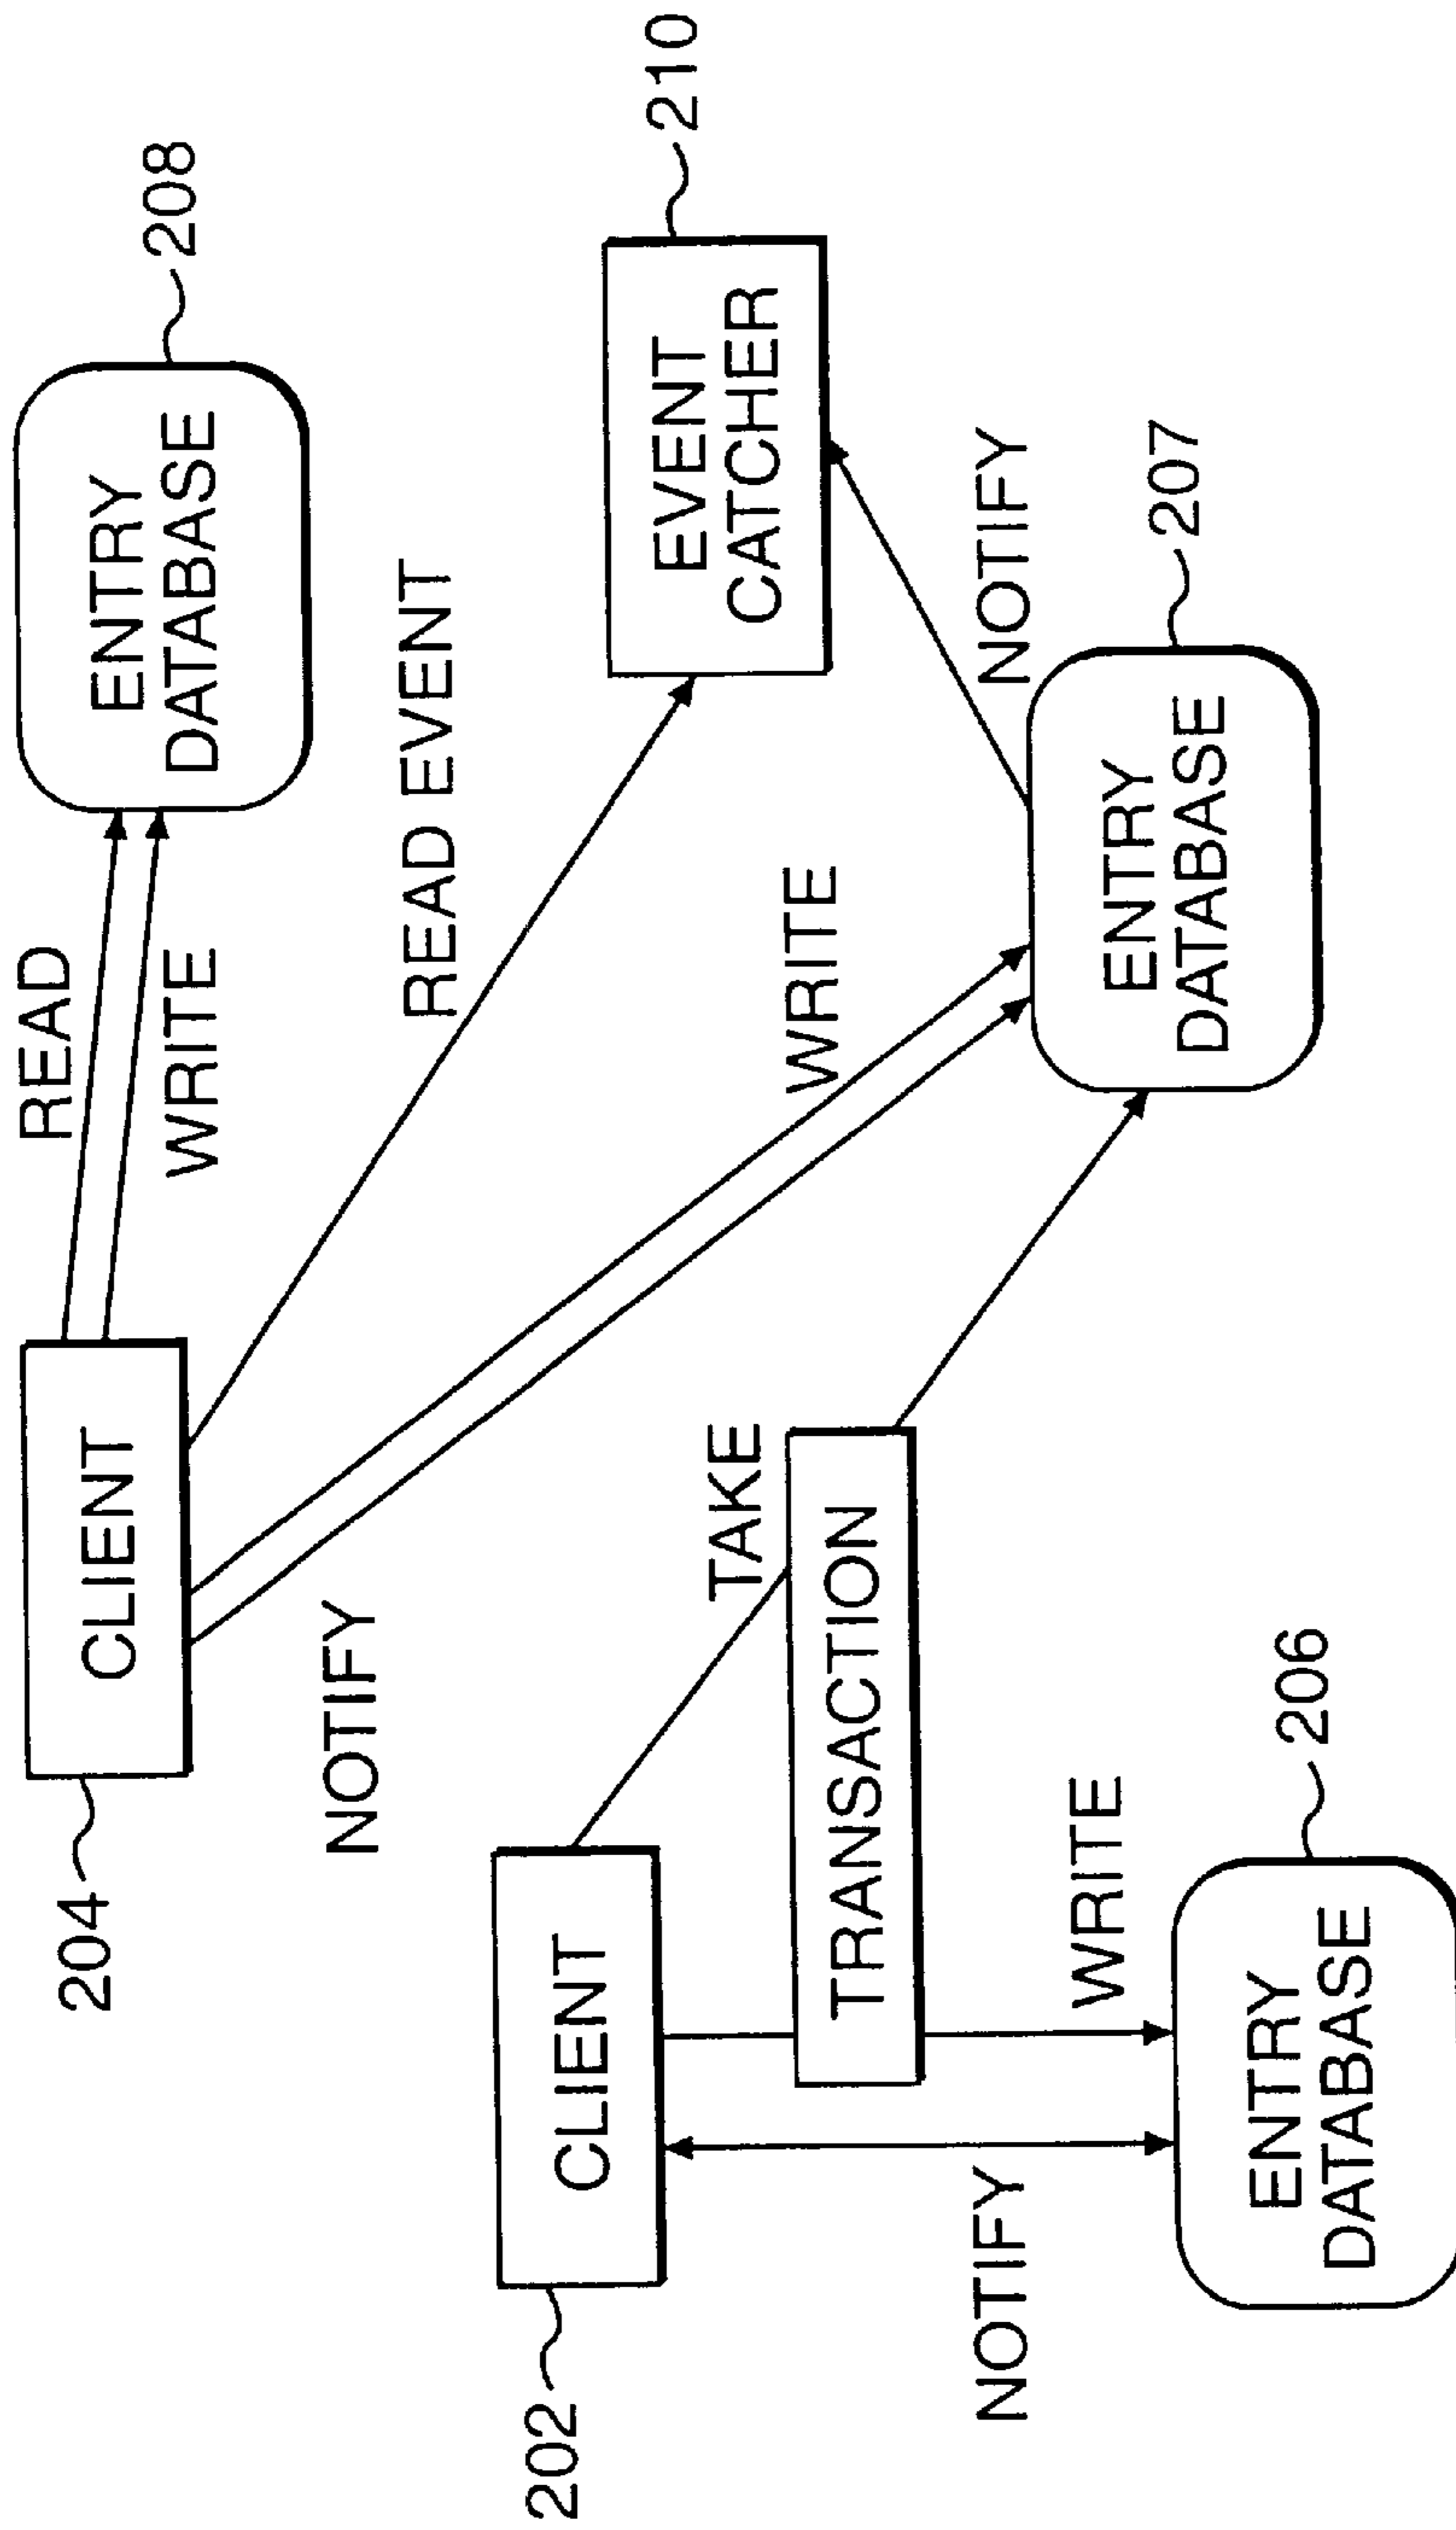 READ
208
204
CLIENT
WRITE
ENTRY
DATABASE
NOTIFY
READ EVENT
210
202
CLIENT
TAKE
WRITE
EVENT
CATCHER
TRANSACTION
NOTIFY
WRITE
NOTIFY
207
ENTRY
DATABASE
206
ENTRY
DATABASE